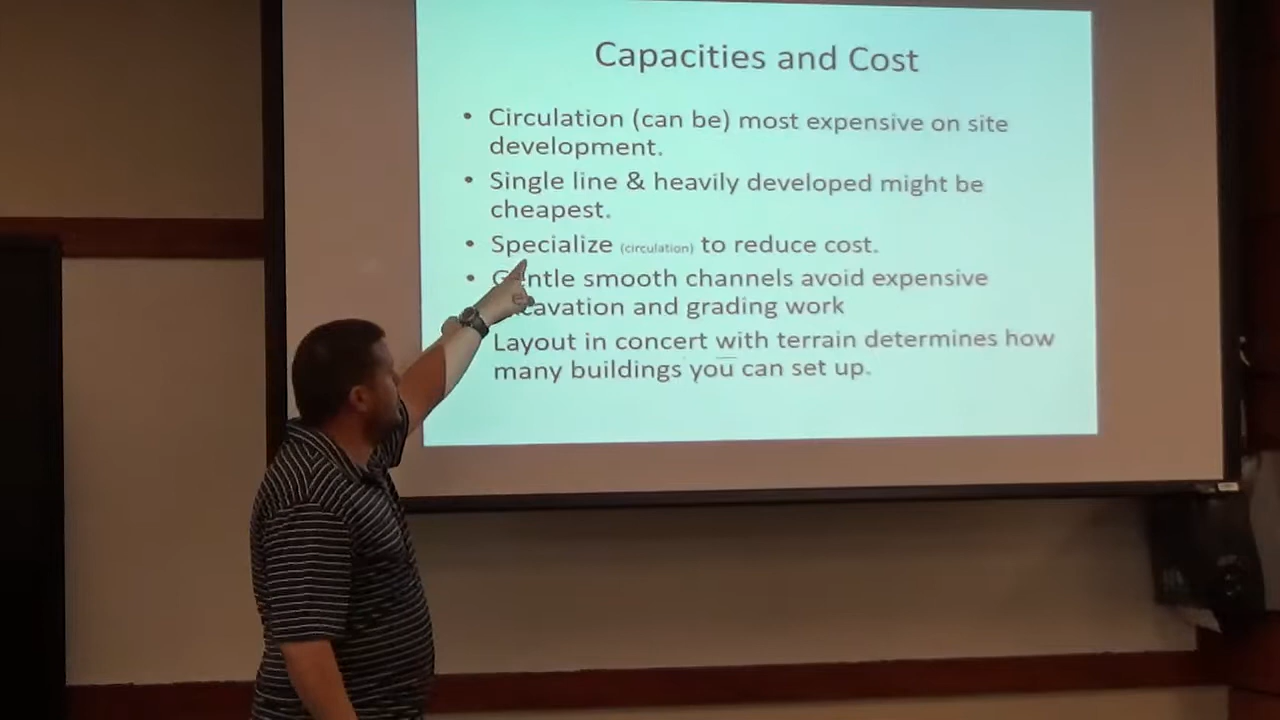 Capacities and Cost
• Circulation (can be) most expensive on site
development.
• Single line & heavily developed might be
cheapest.
• Specialize (circulation) to reduce cost.
• Gentle smooth channels avoid expensive
and grading work
Layout in concert with terrain determines how
many buildings you can set up.